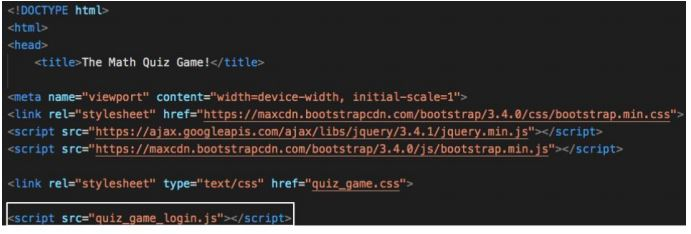 <!DOCTYPE html>
<html>
<head>
<title>The Math Quiz Game!</title>
<meta name="viewport" content="width=device-width, initial-scale=1">
<link rel="stylesheet" href="https://maxcdn.bootstrapcdn.com/bootstrap/3.4.0/css/bootstrap.min.css">
<script src="https://ajax.googleapis.com/ajax/libs/jquery/3.4.1/jquery.min.js"></script>
<script src="https://maxcdn.bootstrapcdn.com/bootstrap/3.4.0/js/bootstrap.min.js"></script>
<link rel="stylesheet" type="text/css" href="quiz_game.css">
<script src="quiz_game_login.js"></script>